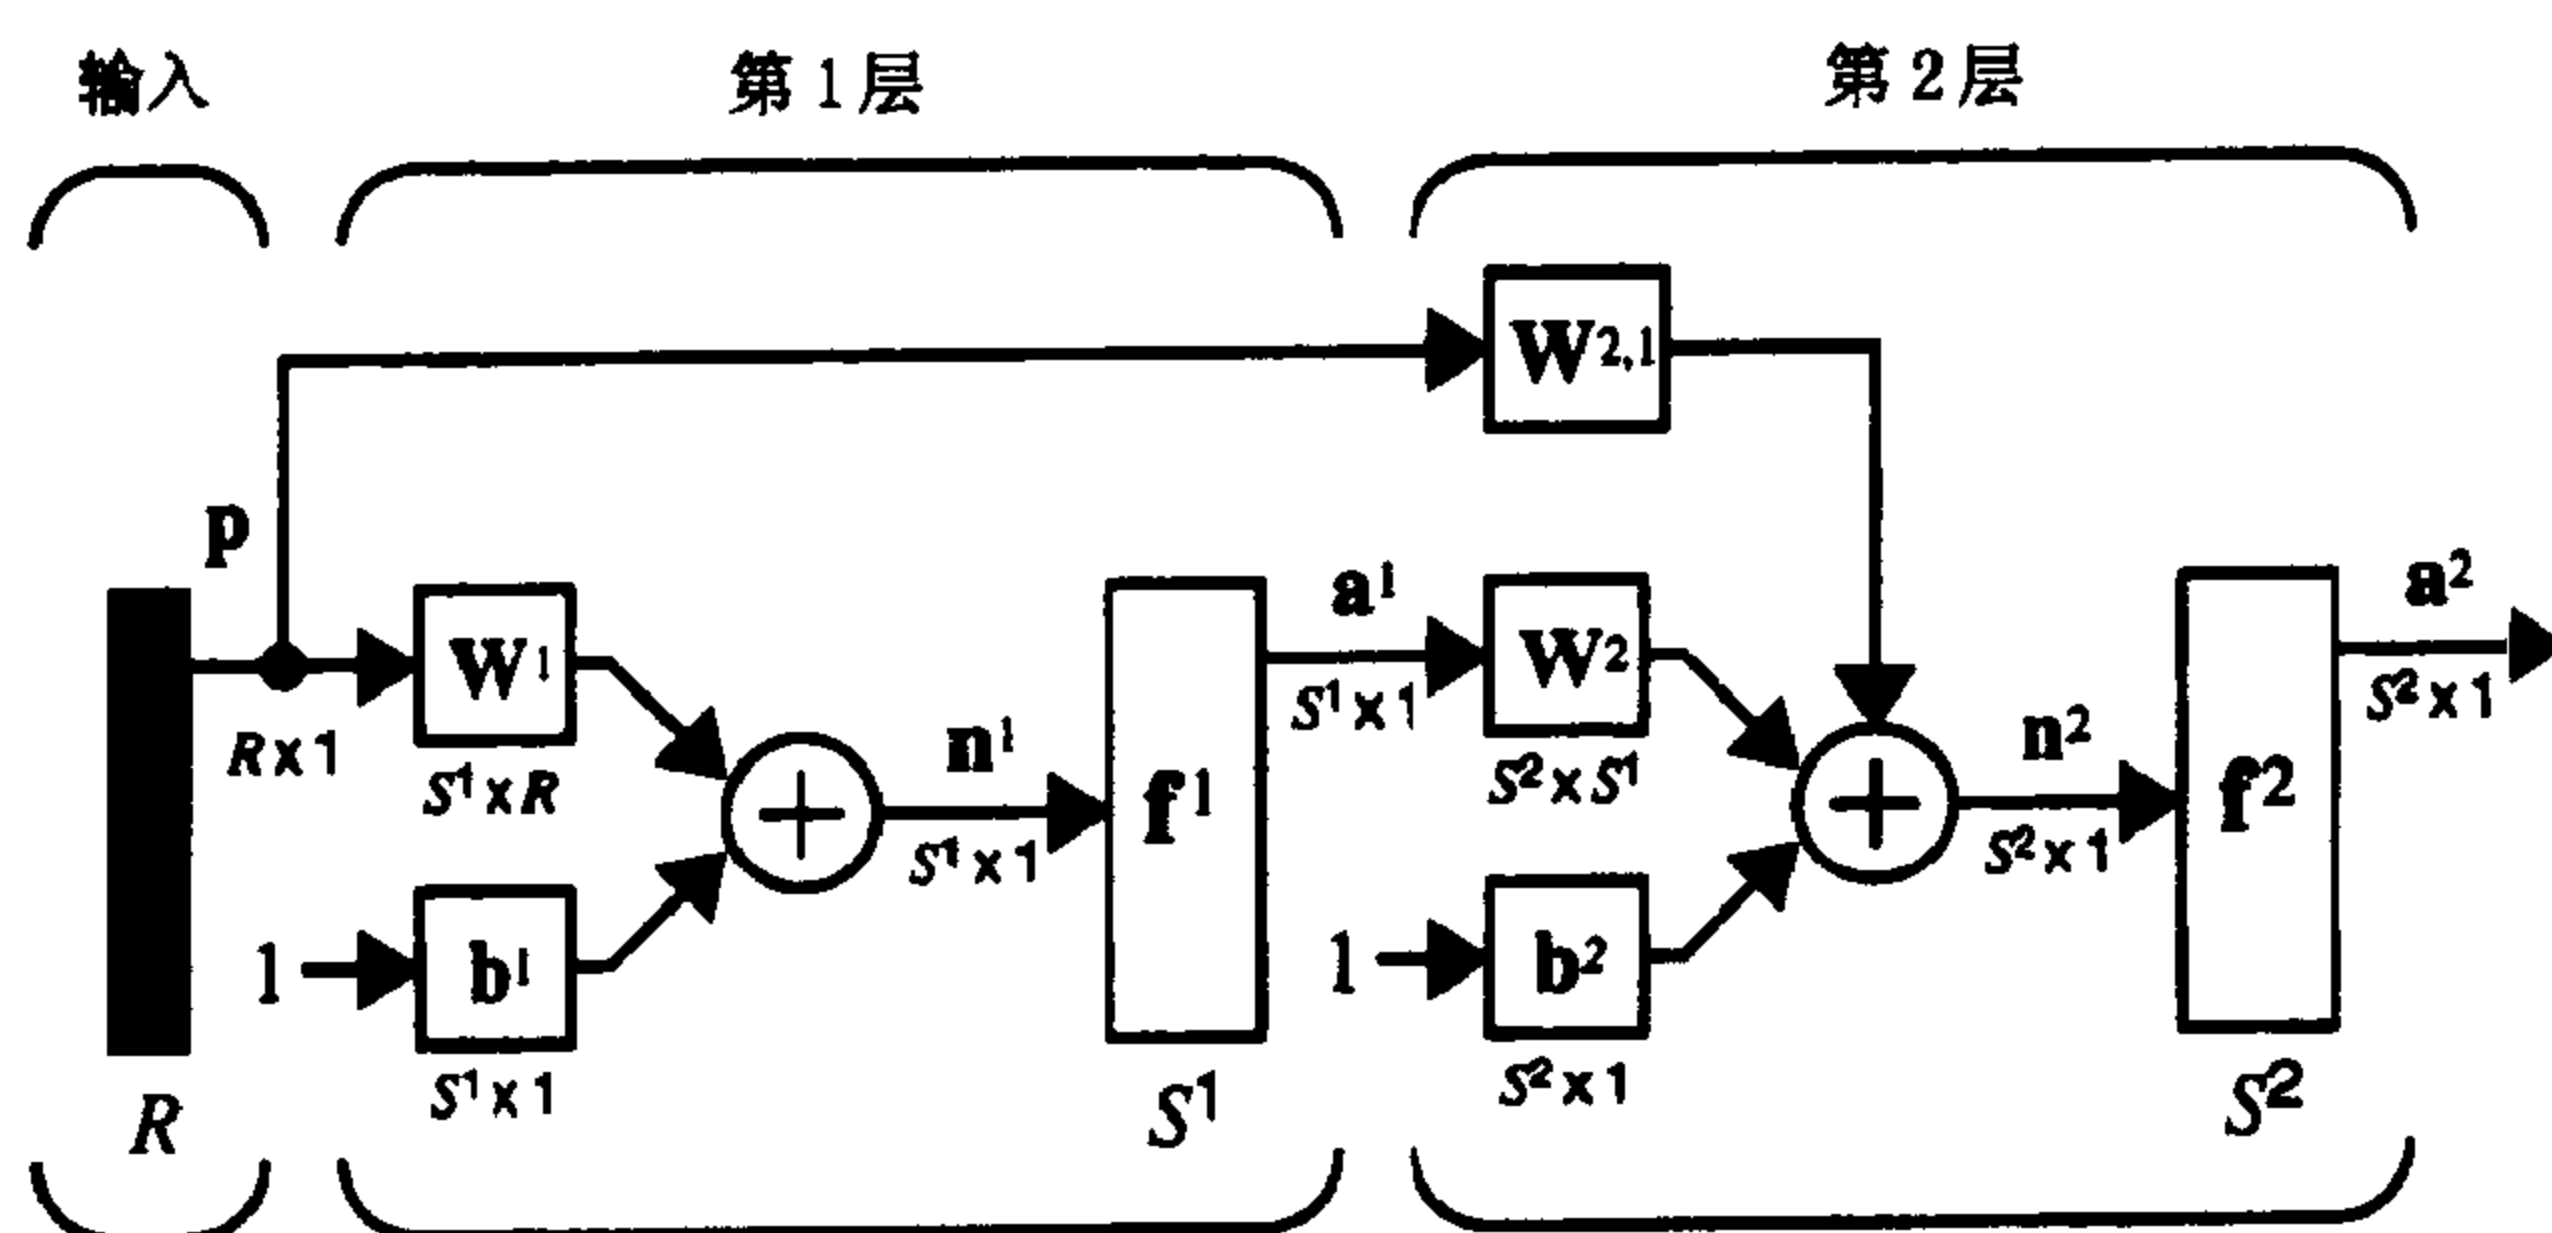 输入 第1层 第2层
W2,1
p
a1 a2
W1 W2
R×1 S1×1 S2×1
n1 n2
S1×R S2×S1
f1 f2
S1×1 S2×1
1 b1 1 b2
S1×1 S2×1
R S1 S2